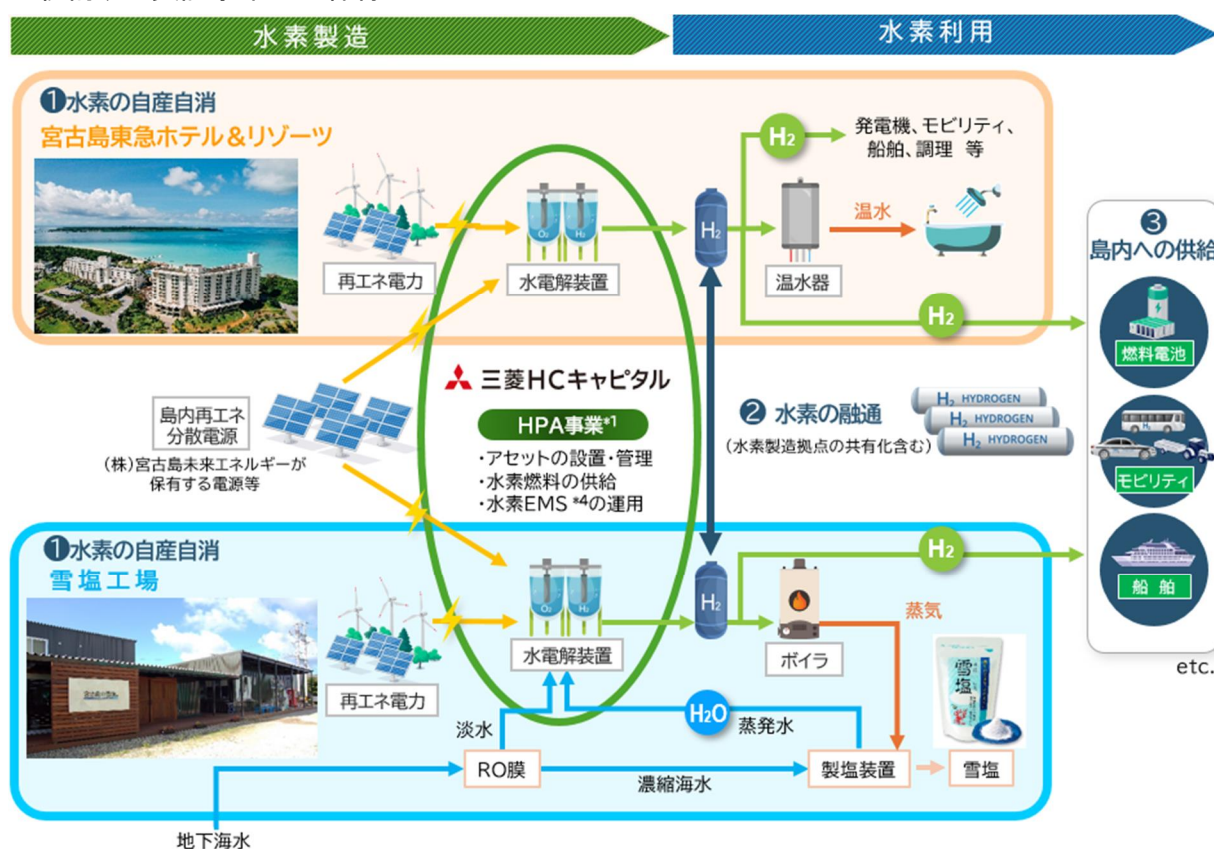 水素製造
水素利用
❶水素の自産自消
宮古島東急ホテル＆リゾーツ
再エネ電力
O₂ H₂
水電解装置
H₂
H₂
発電機、モビリティ、
船舶、調理 等
温水器
温水
H₂
❸
島内への供給
燃料電池
モビリティ
船舶
etc.
島内再エネ
分散電源
(株)宮古島未来エネルギーが
保有する電源等
三菱HCキャピタル
HPA事業*1
・アセットの設置・管理
・水素燃料の供給
・水素EMS *4の運用
❷ 水素の融通
(水素製造拠点の共有化含む)
H₂ HYDROGEN
H₂ HYDROGEN
H₂ HYDROGEN
❶水素の自産自消
雪塩工場
再エネ電力
O₂ H₂
水電解装置
H₂
H₂
ボイラ
蒸気
雪塩
淡水
H₂O
蒸発水
RO膜
濃縮海水
製塩装置
雪塩
地下海水